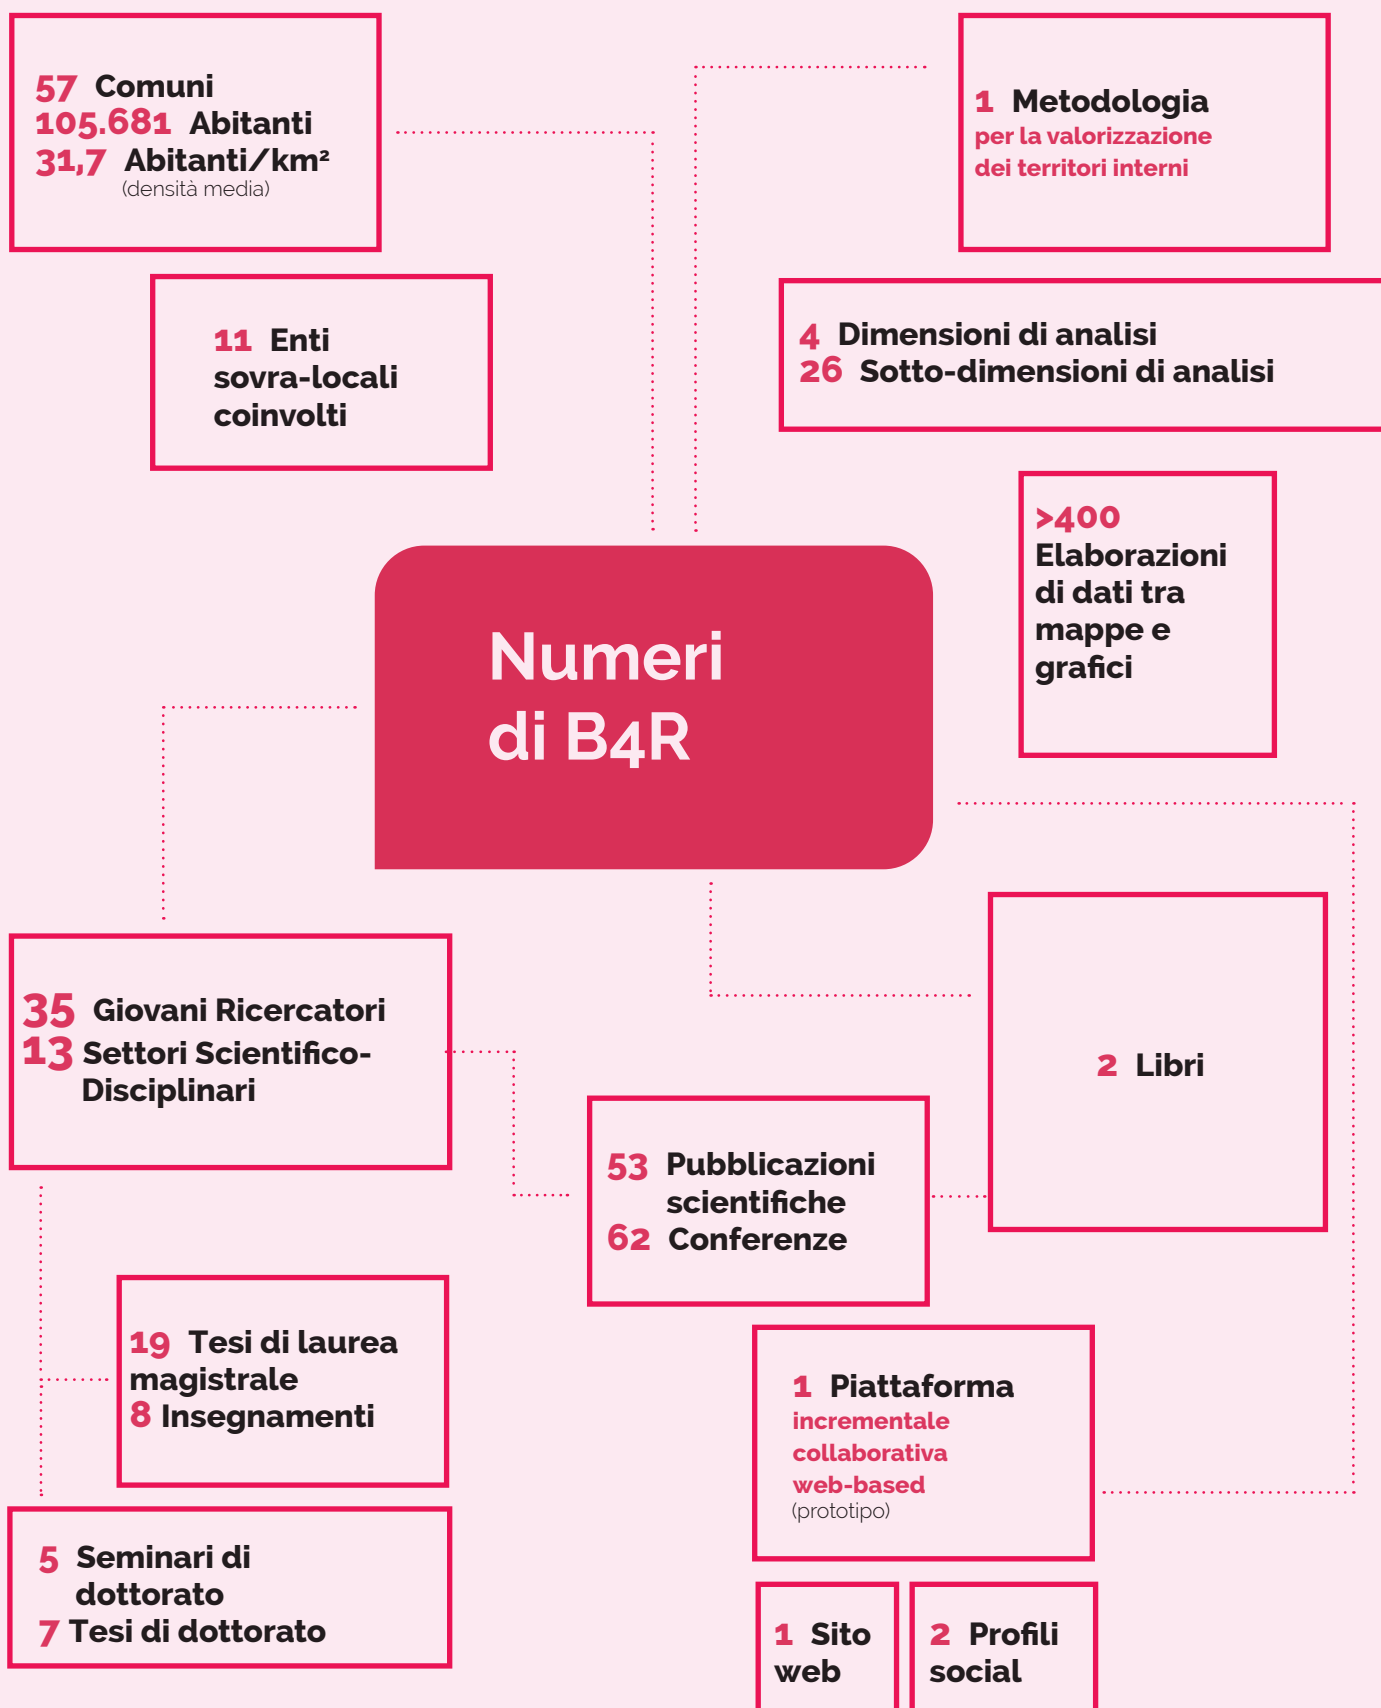 57 Comuni
105.681 Abitanti
31,7 Abitanti/km²
(densità media)
1 Metodologia
per la valorizzazione
dei territori interni
11 Enti
sovra-locali
coinvolti
4 Dimensioni di analisi
26 Sotto-dimensioni di analisi
>400
Elaborazioni
di dati tra
mappe e
grafici
Numeri
di B4R
35 Giovani Ricercatori
13 Settori Scientifico-
Disciplinari
2 Libri
53 Pubblicazioni
scientifiche
62 Conferenze
19 Tesi di laurea
magistrale
8 Insegnamenti
1 Piattaforma
incrementale
collaborativa
web-based
(prototipo)
5 Seminari di
dottorato
7 Tesi di dottorato
1 Sito
web
2 Profili
social